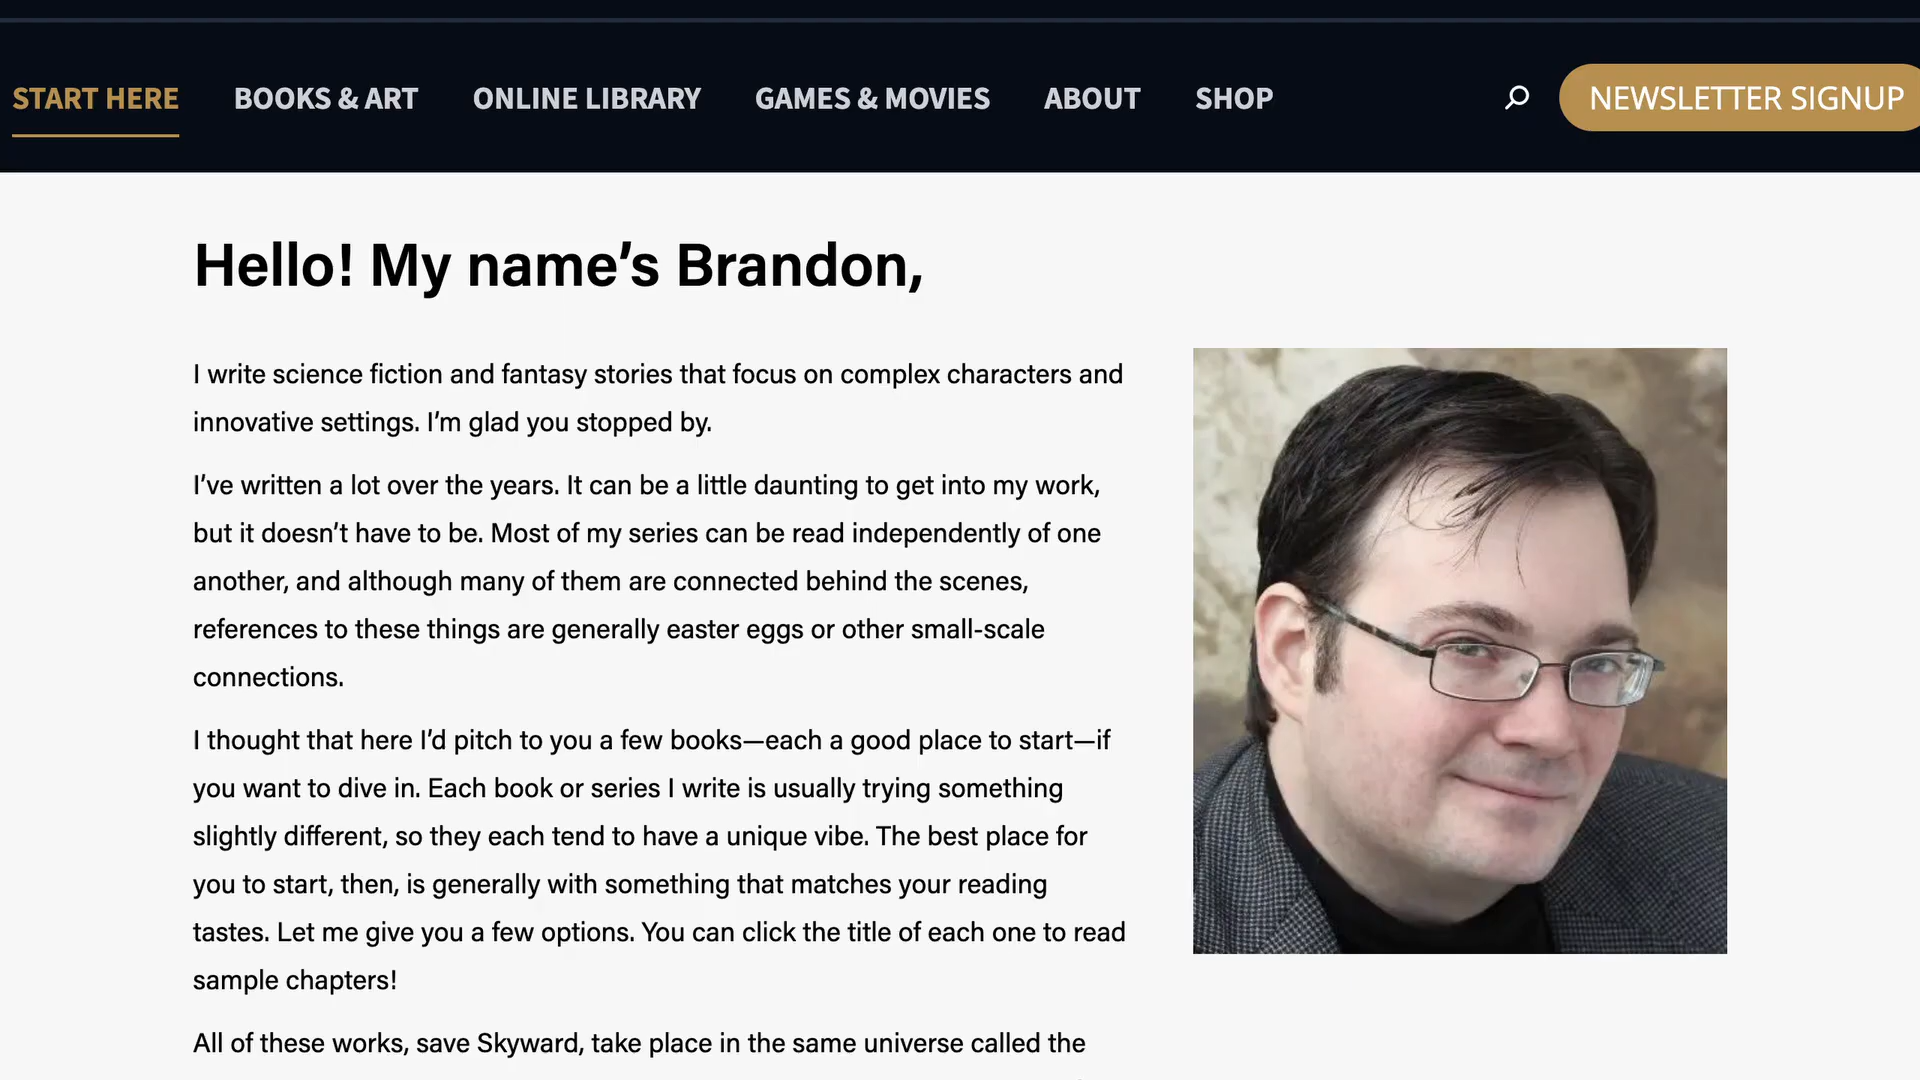 START HERE BOOKS & ART ONLINE LIBRARY GAMES & MOVIES ABOUT SHOP NEWSLETTER SIGNUP
Hello! My name’s Brandon,
I write science fiction and fantasy stories that focus on complex characters and
innovative settings. I’m glad you stopped by.
I’ve written a lot over the years. It can be a little daunting to get into my work,
but it doesn’t have to be. Most of my series can be read independently of one
another, and although many of them are connected behind the scenes,
references to these things are generally easter eggs or other small-scale
connections.
I thought that here I’d pitch to you a few books—each a good place to start—if
you want to dive in. Each book or series I write is usually trying something
slightly different, so they each tend to have a unique vibe. The best place for
you to start, then, is generally with something that matches your reading
tastes. Let me give you a few options. You can click the title of each one to read
sample chapters!
All of these works, save Skyward, take place in the same universe called the